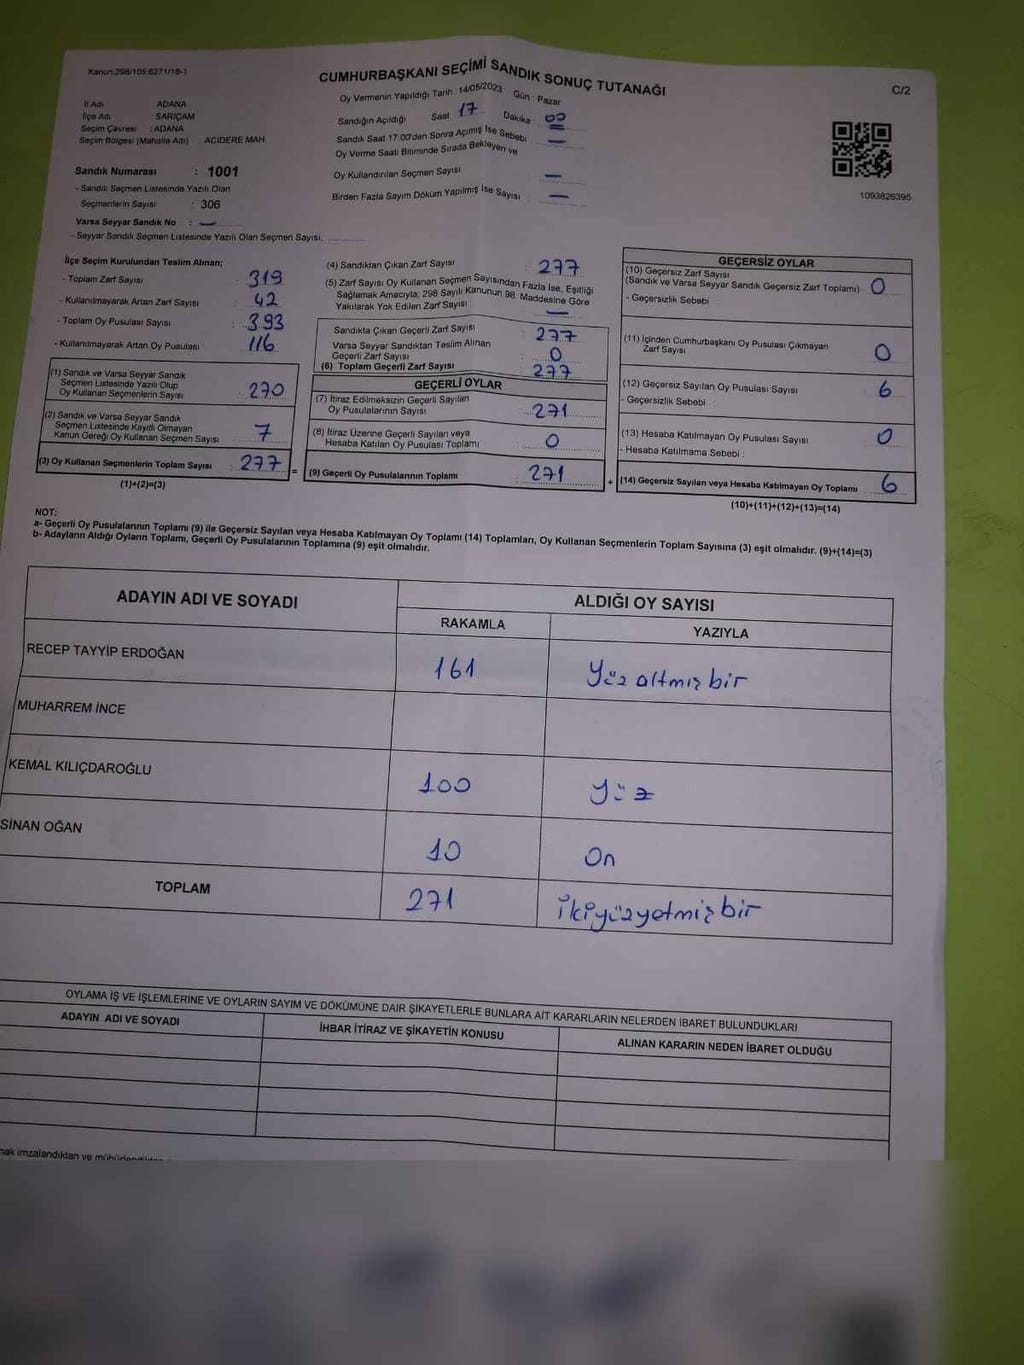 Kanun:298/105:6271/18-1
CUMHURBAŞKANI SEÇİMİ SANDIK SONUÇ TUTANAĞI
C/2
Oy Vermenin Yapıldığı Tarih : 14/05/2023 Gün : Pazar
İl Adı ADANA
İlçe Adı SARIÇAM
Seçim Çevresi : ADANA
Seçim Bölgesi (Mahalle Adı) : ACIDERE MAH
Sandığın Açıldığı Saat 17 Dakika 00
Sandık Saat 17.00'den Sonra Açımış İse Sebebi —
Oy Verme Saati Bitiminde Sırada Bekleyen ve
Oy Kullandırılan Seçmen Sayısı —
Birden Fazla Sayım Döküm Yapılmış İse Sayısı —
1093826395
Sandık Numarası : 1001
- Sandık Seçmen Listesinde Yazılı Olan
Seçmenlerin Sayısı : 306
Varsa Seyyar Sandık No : —
- Seyyar Sandık Seçmen Listesinde Yazılı Olan Seçmen Sayısı.
İlçe Seçim Kurulundan Teslim Alınan;
- Toplam Zarf Sayısı : 319
- Kullanılmayarak Artan Zarf Sayısı : 42
- Toplam Oy Pusulası Sayısı : 393
- Kullanılmayarak Artan Oy Pusulası : 116
(1) Sandık ve Varsa Seyyar Sandık
Seçmen Listesinde Yazılı Olup
Oy Kullanan Seçmenlerin Sayısı : 270
(2) Sandık ve Varsa Seyyar Sandık
Seçmen Listesinde Kayıtlı Olmayan
Kanun Gereği Oy Kullanan Seçmen Sayısı : 7
(3) Oy Kullanan Seçmenlerin Toplam Sayısı : 277
(1)+(2)=(3)
=
(4) Sandıktan Çıkan Zarf Sayısı : 277
(5) Zarf Sayısı Oy Kullanan Seçmen Sayısından Fazla İse, Eşitliği
Sağlamak Amacıyla; 298 Sayılı Kanunun 98. Maddesine Göre
Yakılarak Yok Edilen Zarf Sayısı —
Sandıkta Çıkan Geçerli Zarf Sayısı : 277
Varsa Seyyar Sandıktan Teslim Alınan
Geçerli Zarf Sayısı : 0
(6) Toplam Geçerli Zarf Sayısı : 277
GEÇERLİ OYLAR
(7) İtiraz Edilmeksizin Geçerli Sayılan
Oy Pusulalarının Sayısı : 271
(8) İtiraz Üzerine Geçerli Sayılan veya
Hesaba Katılan Oy Pusulası Toplamı : 0
(9) Geçerli Oy Pusulalarının Toplamı : 271
+
GEÇERSİZ OYLAR
(10) Geçersiz Zarf Sayısı
(Sandık ve Varsa Seyyar Sandık Geçersiz Zarf Toplamı) : 0
- Geçersizlik Sebebi :
(11) İçinden Cumhurbaşkanı Oy Pusulası Çıkmayan
Zarf Sayısı : 0
(12) Geçersiz Sayılan Oy Pusulası Sayısı : 6
- Geçersizlik Sebebi :
(13) Hesaba Katılmayan Oy Pusulası Sayısı : 0
- Hesaba Katılmama Sebebi :
(14) Geçersiz Sayılan veya Hesaba Katılmayan Oy Toplamı : 6
(10)+(11)+(12)+(13)=(14)
NOT:
a- Geçerli Oy Pusulalarının Toplamı (9) ile Geçersiz Sayılan veya Hesaba Katılmayan Oy Toplamı (14) Toplamları, Oy Kullanan Seçmenlerin Toplam Sayısına (3) eşit olmalıdır. (9)+(14)=(3)
b- Adayların Aldığı Oyların Toplamı, Geçerli Oy Pusulalarının Toplamına (9) eşit olmalıdır.
ADAYIN ADI VE SOYADI ALDIĞI OY SAYISI
RAKAMLA YAZIYLA
RECEP TAYYİP ERDOĞAN 161 Yüz altmış bir
MUHARREM İNCE
KEMAL KILIÇDAROĞLU 100 Yüz
SİNAN OĞAN 10 On
TOPLAM 271 İkiyüzyetmişbir
OYLAMA İŞ VE İŞLEMLERİNE VE OYLARIN SAYIM VE DÖKÜMÜNE DAİR ŞİKAYETLERLE BUNLARA AİT KARARLARIN NELERDEN İBARET BULUNDUKLARI
ADAYIN ADI VE SOYADI İHBAR İTİRAZ VE ŞİKAYETİN KONUSU ALINAN KARARIN NEDEN İBARET OLDUĞU
imzalandıktan ve